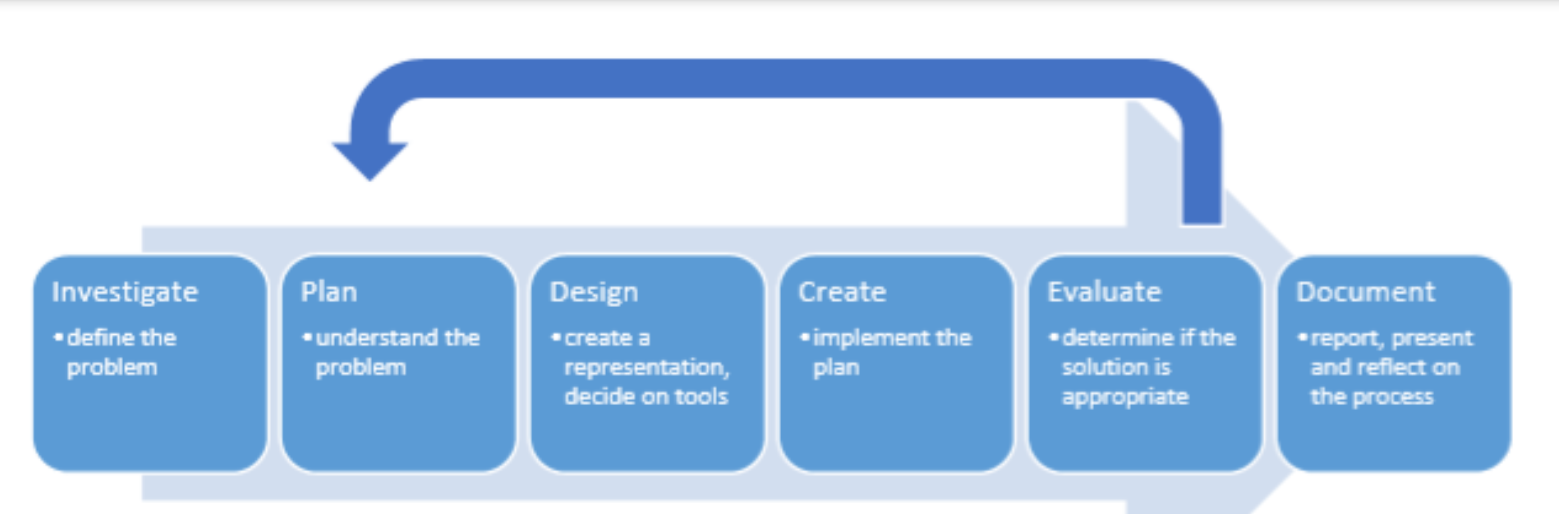 Investigate
•define the
problem
Plan
•understand the
problem
Design
•create a
representation,
decide on tools
Create
•implement the
plan
Evaluate
•determine if the
solution is
appropriate
Document
•report, present
and reflect on
the process